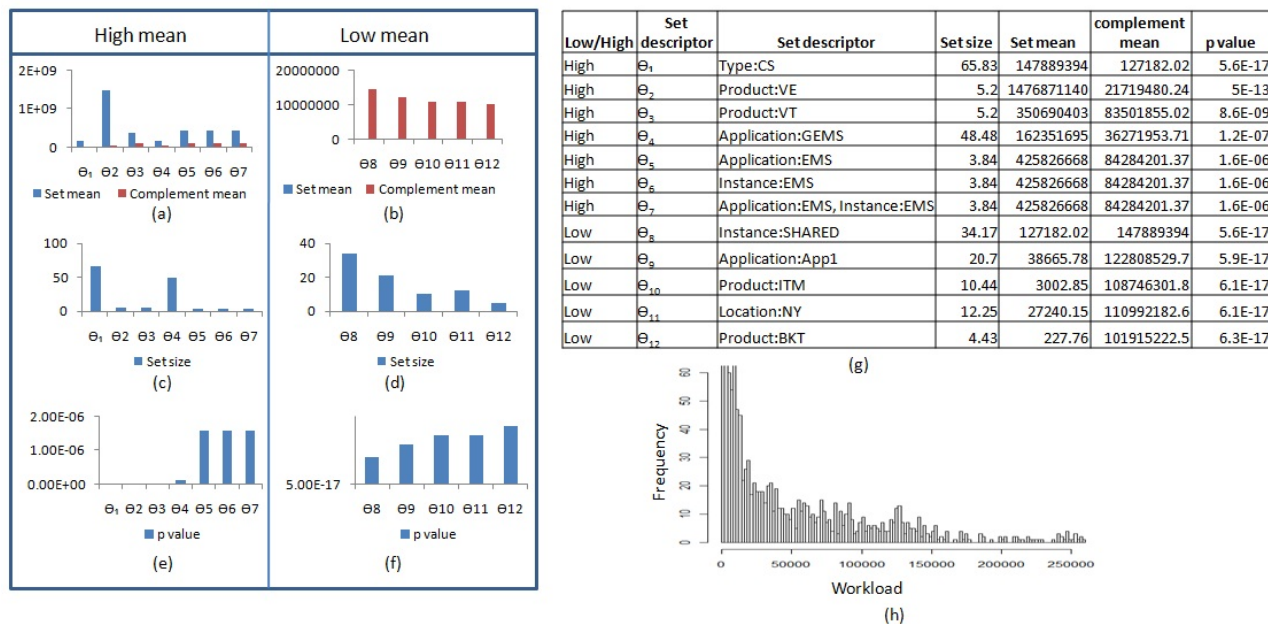 High mean
Low mean
2E+09
1E+09
0
ϴ₁ ϴ2 ϴ3 ϴ4 ϴ5 ϴ6 ϴ7
Set mean Complement mean
(a)
20000000
10000000
0
ϴ8 ϴ9 ϴ10 ϴ11 ϴ12
Set mean Complement mean
(b)
100
50
0
ϴ₁ ϴ2 ϴ3 ϴ4 ϴ5 ϴ6 ϴ7
Set size
(c)
40
20
0
ϴ8 ϴ9 ϴ10 ϴ11 ϴ12
Set size
(d)
2.00E-06
1.00E-06
0.00E+00
ϴ₁ ϴ2 ϴ3 ϴ4 ϴ5 ϴ6 ϴ7
p value
(e)
5.00E-17
ϴ8 ϴ9 ϴ10 ϴ11 ϴ12
p value
(f)
Low/High Set descriptor Set descriptor Set size Set mean complement mean p value
High ϴ₁ Type:CS 65.83 147889394 127182.02 5.6E-17
High ϴ₂ Product:VE 5.2 1476871140 21719480.24 5E-13
High ϴ₃ Product:VT 5.2 350690403 83501855.02 8.6E-09
High ϴ₄ Application:GEMS 48.48 162351695 36271953.71 1.2E-07
High ϴ₅ Application:EMS 3.84 425826668 84284201.37 1.6E-06
High ϴ₆ Instance:EMS 3.84 425826668 84284201.37 1.6E-06
High ϴ₇ Application:EMS, Instance:EMS 3.84 425826668 84284201.37 1.6E-06
Low ϴ₈ Instance:SHARED 34.17 127182.02 147889394 5.6E-17
Low ϴ₉ Application:App1 20.7 38665.78 122808529.7 5.9E-17
Low ϴ₁₀ Product:ITM 10.44 3002.85 108746301.8 6.1E-17
Low ϴ₁₁ Location:NY 12.25 27240.15 110992182.6 6.1E-17
Low ϴ₁₂ Product:BKT 4.43 227.76 101915222.5 6.3E-17
(g)
Frequency
60
50
40
30
20
10
0
0 50000 100000 150000 200000 250000
Workload
(h)